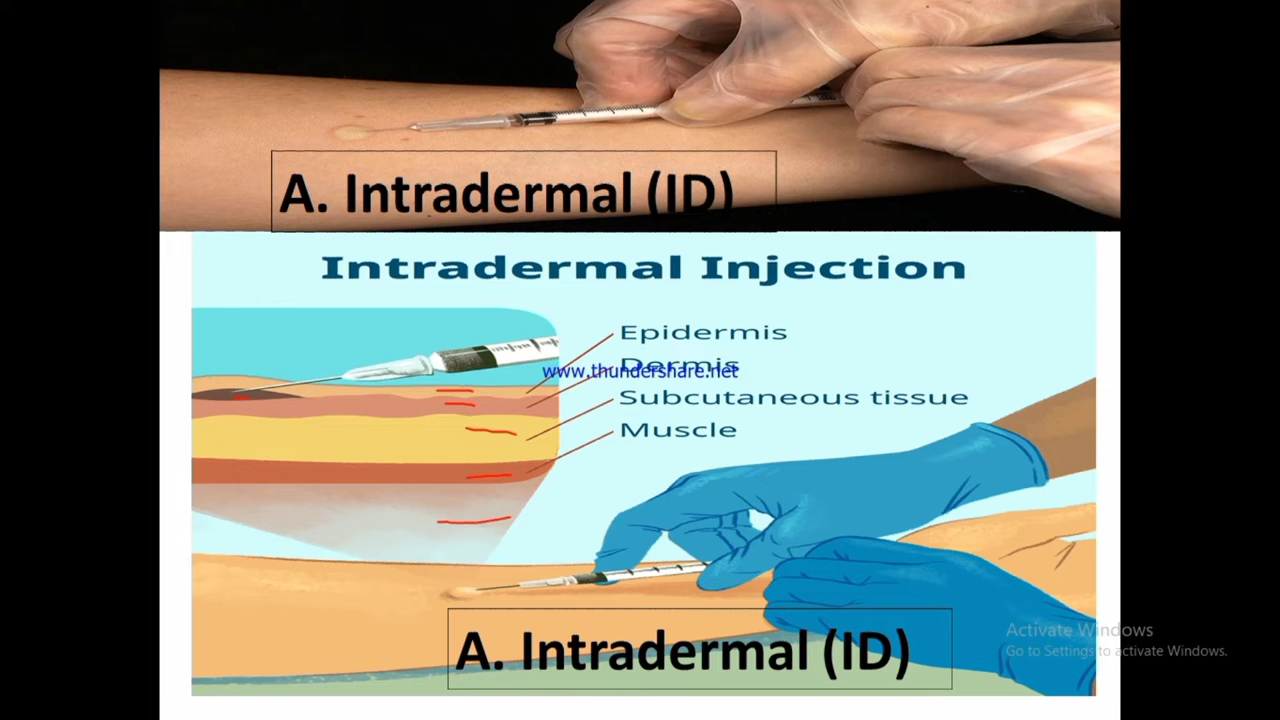 A. Intradermal (ID)
Intradermal Injection
Epidermis
Dermis
www.thundershare.net
Subcutaneous tissue
Muscle
A. Intradermal (ID)
Activate Windows
Go to Settings to activate Windows.